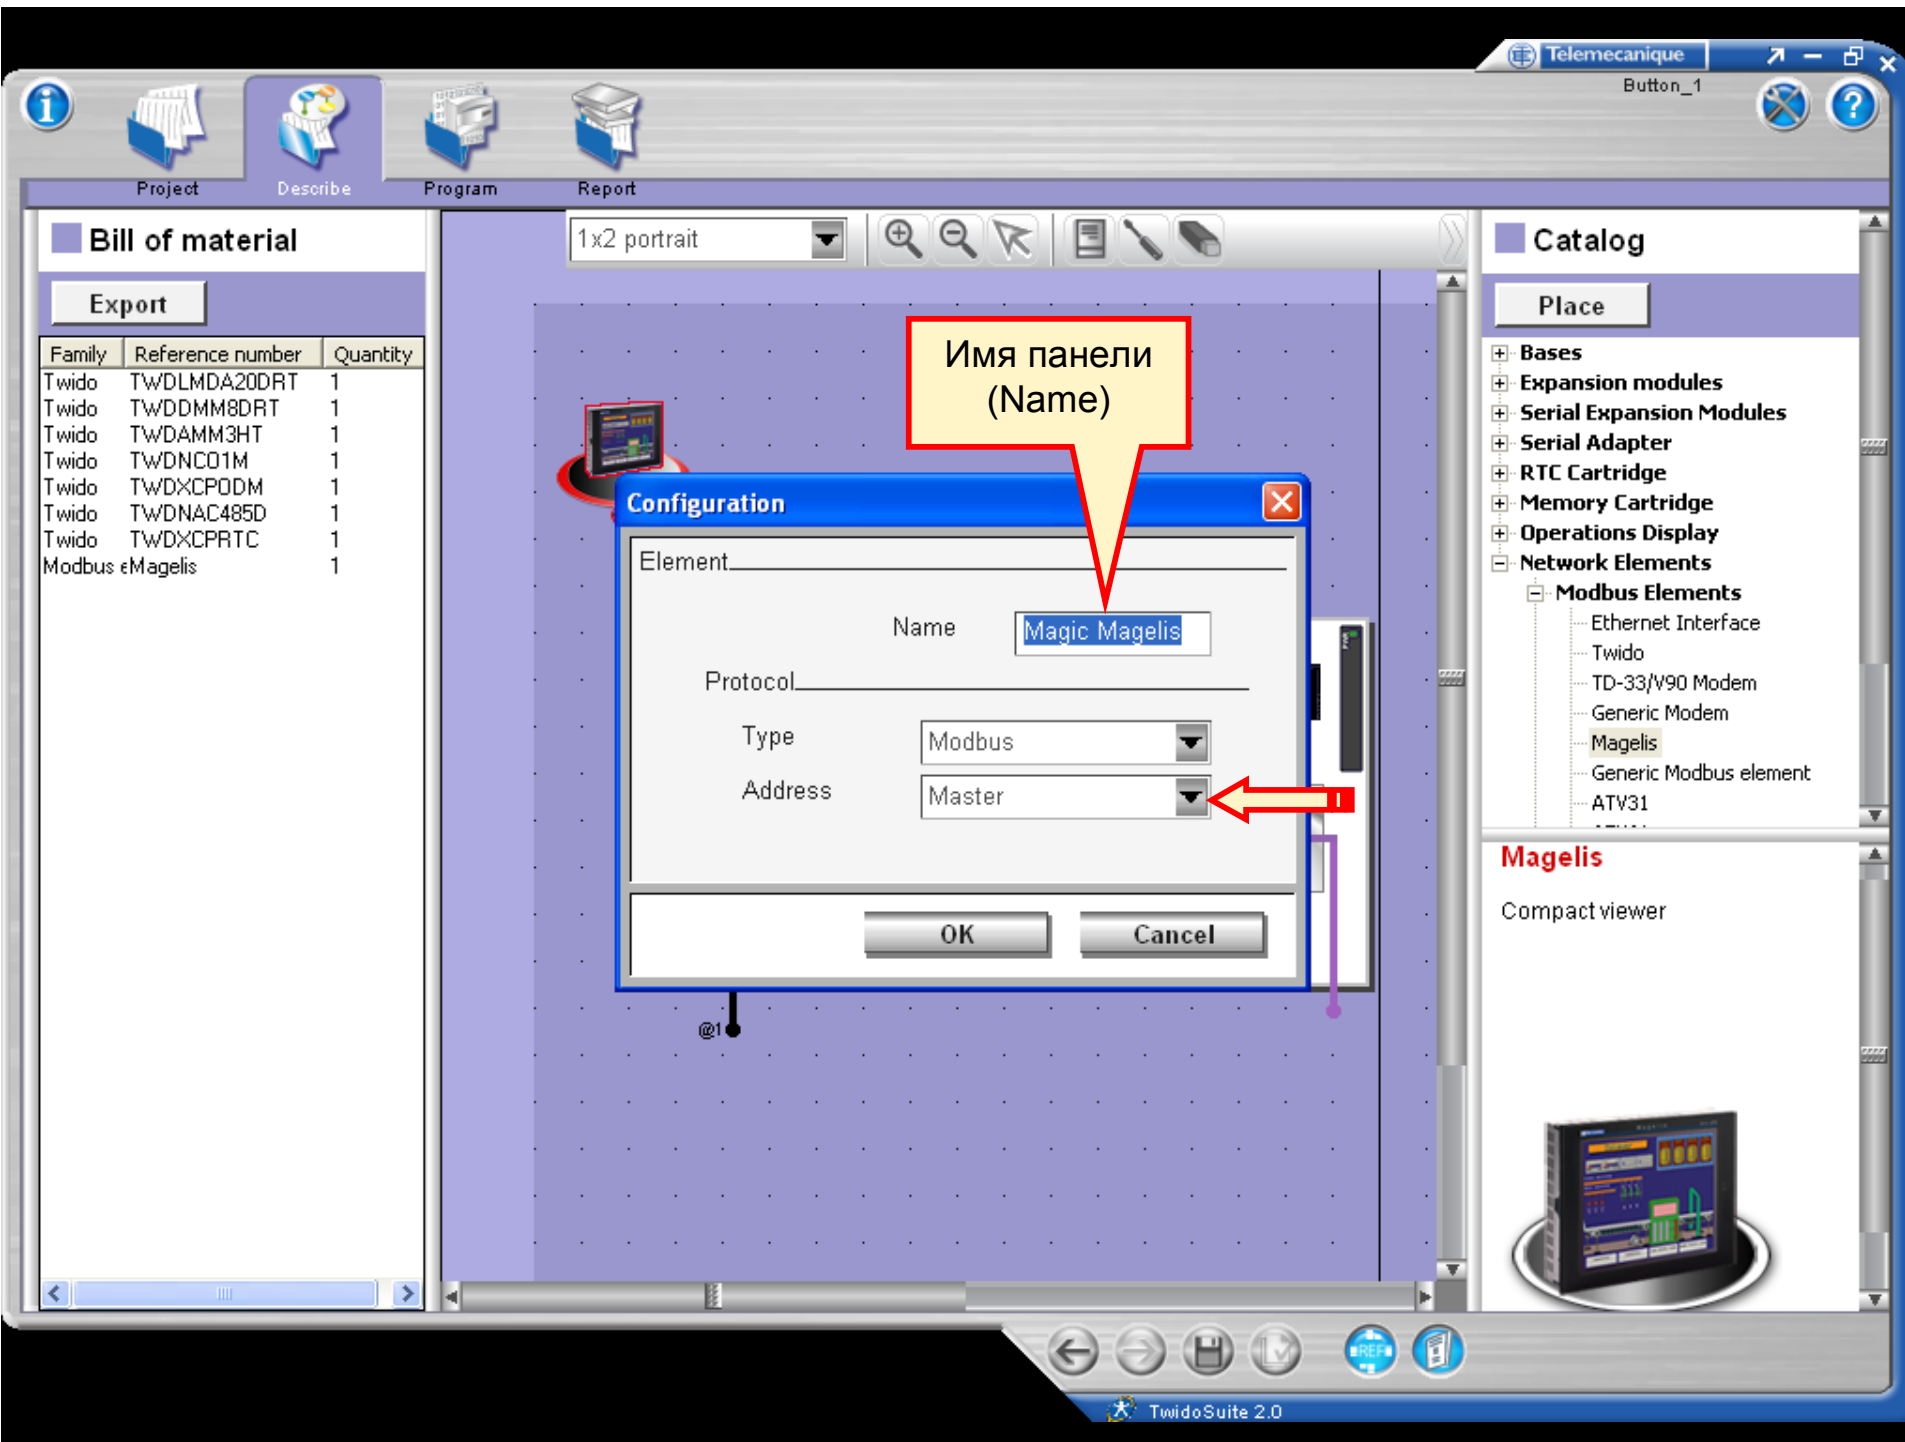 Telemecanique
Button_1
Project
Describe
Program
Report
Bill of material
Export
Family Reference number Quantity
Twido TWDLMDA20DRT 1
Twido TWDDMM8DRT 1
Twido TWDAMM3HT 1
Twido TWDNCO1M 1
Twido TWDXCPODM 1
Twido TWDNAC485D 1
Twido TWDXCPRTC 1
Modbus e Magelis 1
1x2 portrait
Имя панели
(Name)
Configuration
Element
Name Magic Magelis
Protocol
Type Modbus
Address Master
OK Cancel
@1
Catalog
Place
Bases
Expansion modules
Serial Expansion Modules
Serial Adapter
RTC Cartridge
Memory Cartridge
Operations Display
Network Elements
Modbus Elements
Ethernet Interface
Twido
TD-33/V90 Modem
Generic Modem
Magelis
Generic Modbus element
ATV31
Magelis
Compact viewer
REF
TwidoSuite 2.0